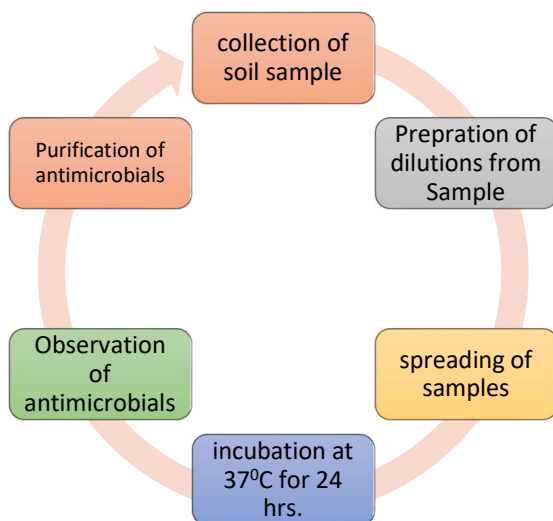 collection of
soil sample
Prepration of
dilutions from
Sample
spreading of
samples
incubation at
37⁰C for 24
hrs.
Observation
of
antimicrobials
Purification of
antimicrobials